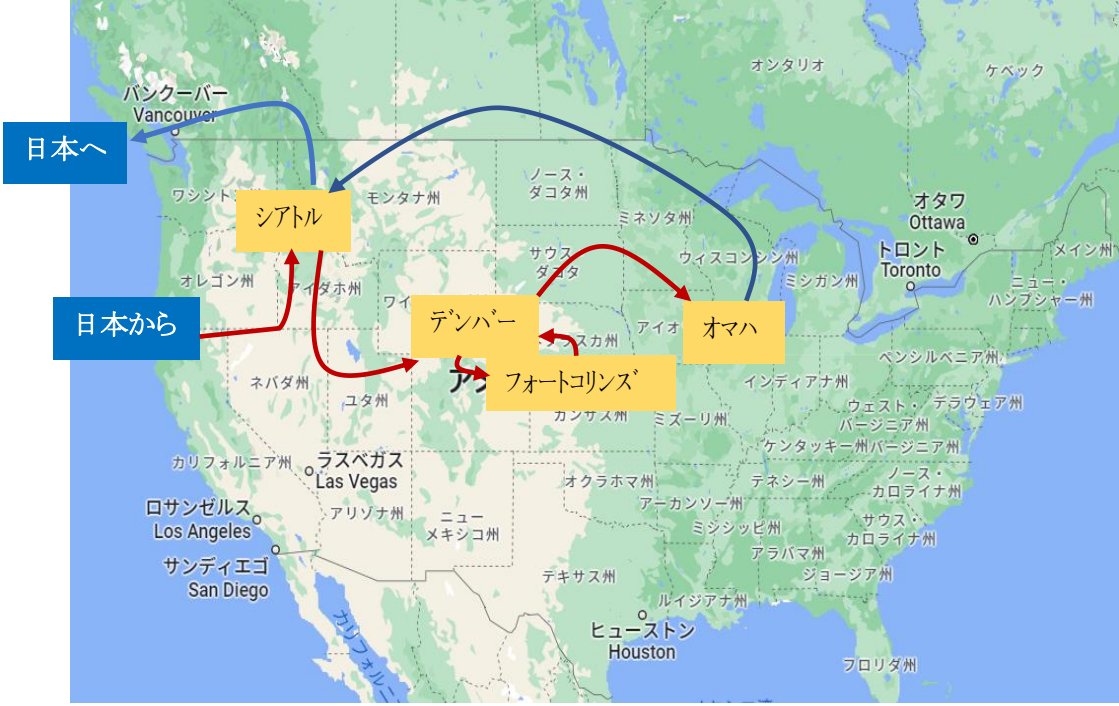 オンタリオ
ケベック
バンクーバー
Vancouver
日本へ
ワシント
モンタナ州
ノース・
ダコタ州
ミネソタ州
オタワ
Ottawa
シアトル
サウス
ダコタ
ウィスコンシン州
トロント
Toronto
メイン州
オレゴン州
アイダホ州
ワイ
ミシガン州
ニュー・
ハンプシャー州
日本から
デンバー
アイオ
オマハ
ラスカ州
ペンシルベニア州
ネバダ州
ユタ州
フォートコリンズ
インディアナ州
カンザス州
ミズーリ州
ウェスト・
バージニア州
デラウェア州
ケンタッキー州
バージニア州
カリフォルニア州
ラスベガス
Las Vegas
オクラホマ州
テネシー州
ノース・
カロライナ州
ロサンゼルス
Los Angeles
アリゾナ州
ニュー
メキシコ州
アーカンソー州
ミシシッピ州
サウス・
カロライナ州
アラバマ州
サンディエゴ
San Diego
テキサス州
ジョージア州
ルイジアナ州
カリフォルニ
ヒューストン
Houston
フロリダ州